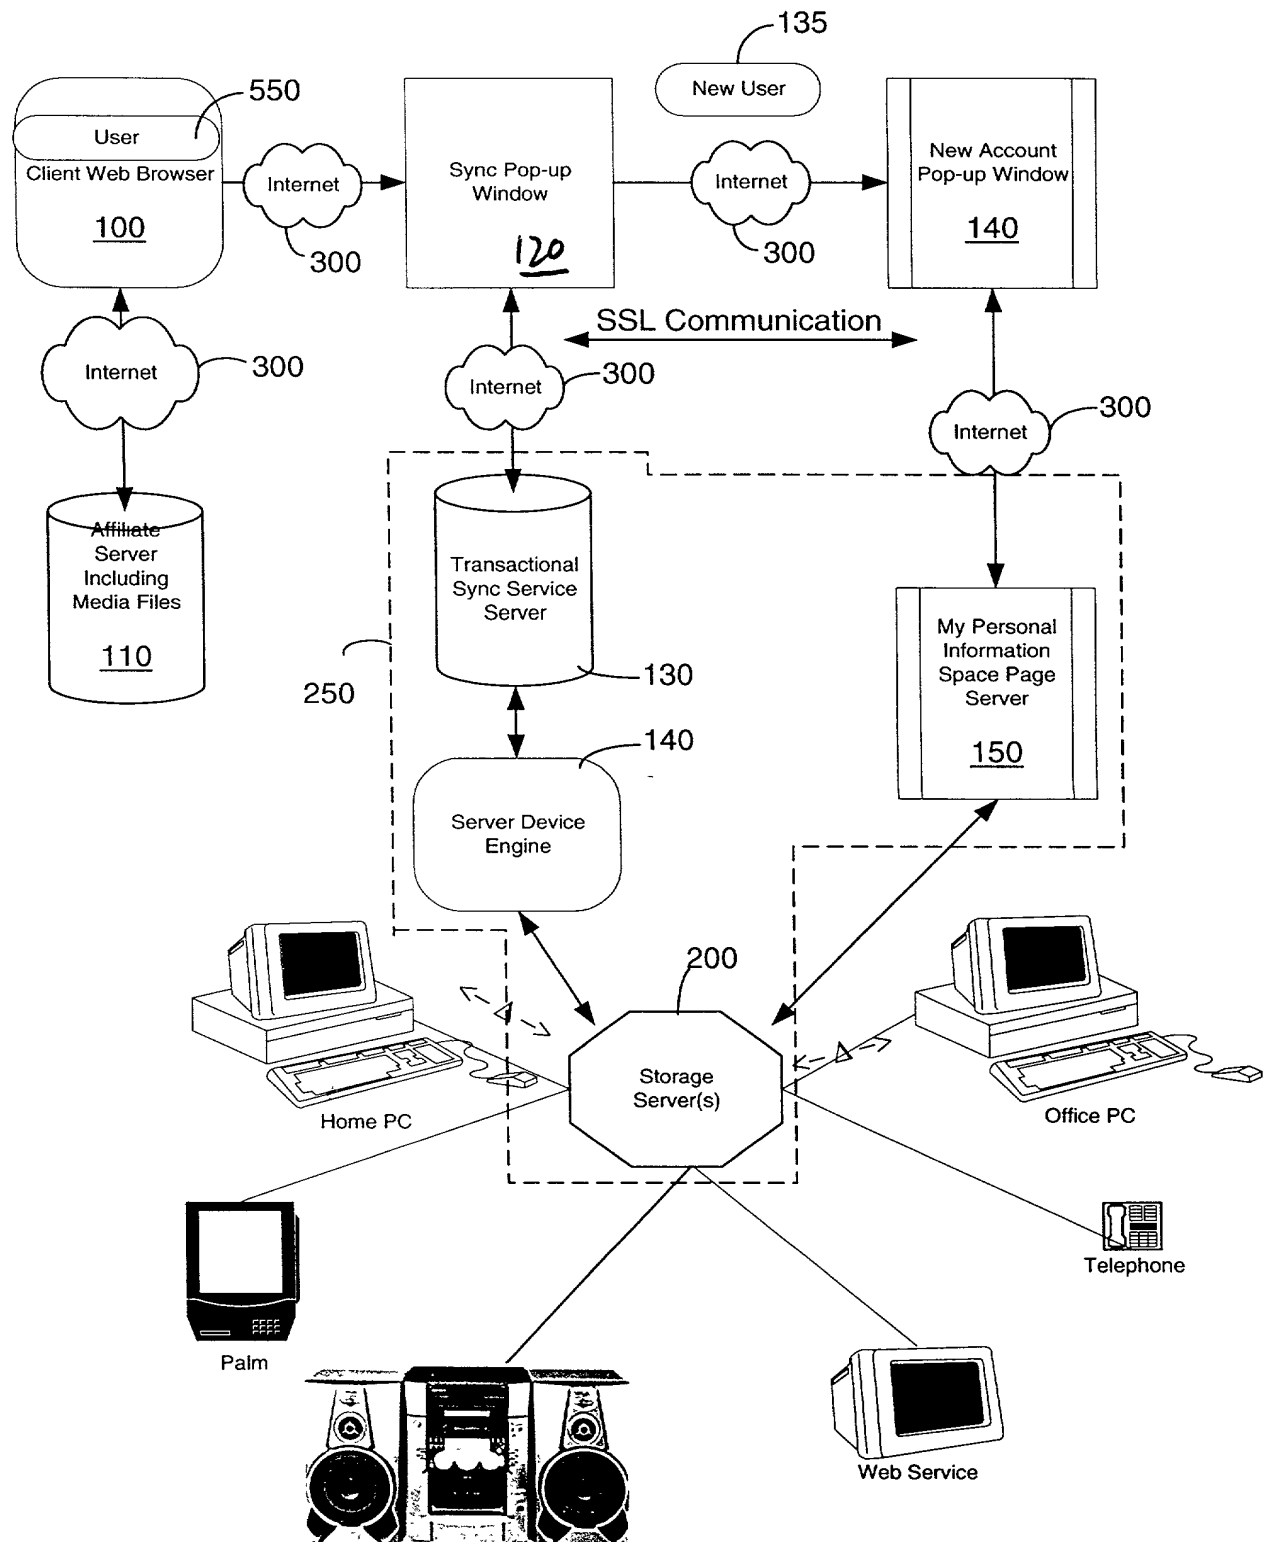 135
New User
550
User
Client Web Browser
100
Internet
300
Sync Pop-up
Window
120
Internet
300
New Account
Pop-up Window
140
SSL Communication
Internet
300
Internet
300
Internet
300
Affiliate
Server
Including
Media Files
110
250
Transactional
Sync Service
Server
130
My Personal
Information
Space Page
Server
150
140
Server Device
Engine
200
Storage
Server(s)
Home PC
Office PC
Palm
Telephone
Web Service